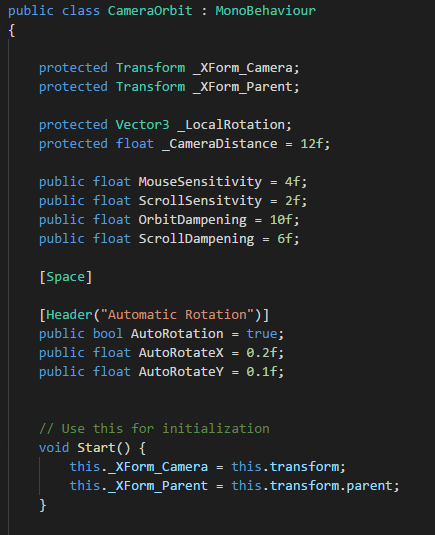 public class CameraOrbit : MonoBehaviour
{
protected Transform _XForm_Camera;
protected Transform _XForm_Parent;
protected Vector3 _LocalRotation;
protected float _CameraDistance = 12f;
public float MouseSensitivity = 4f;
public float ScrollSensitvity = 2f;
public float OrbitDampening = 10f;
public float ScrollDampening = 6f;
[Space]
[Header("Automatic Rotation")]
public bool AutoRotation = true;
public float AutoRotateX = 0.2f;
public float AutoRotateY = 0.1f;
// Use this for initialization
void Start() {
this._XForm_Camera = this.transform;
this._XForm_Parent = this.transform.parent;
}